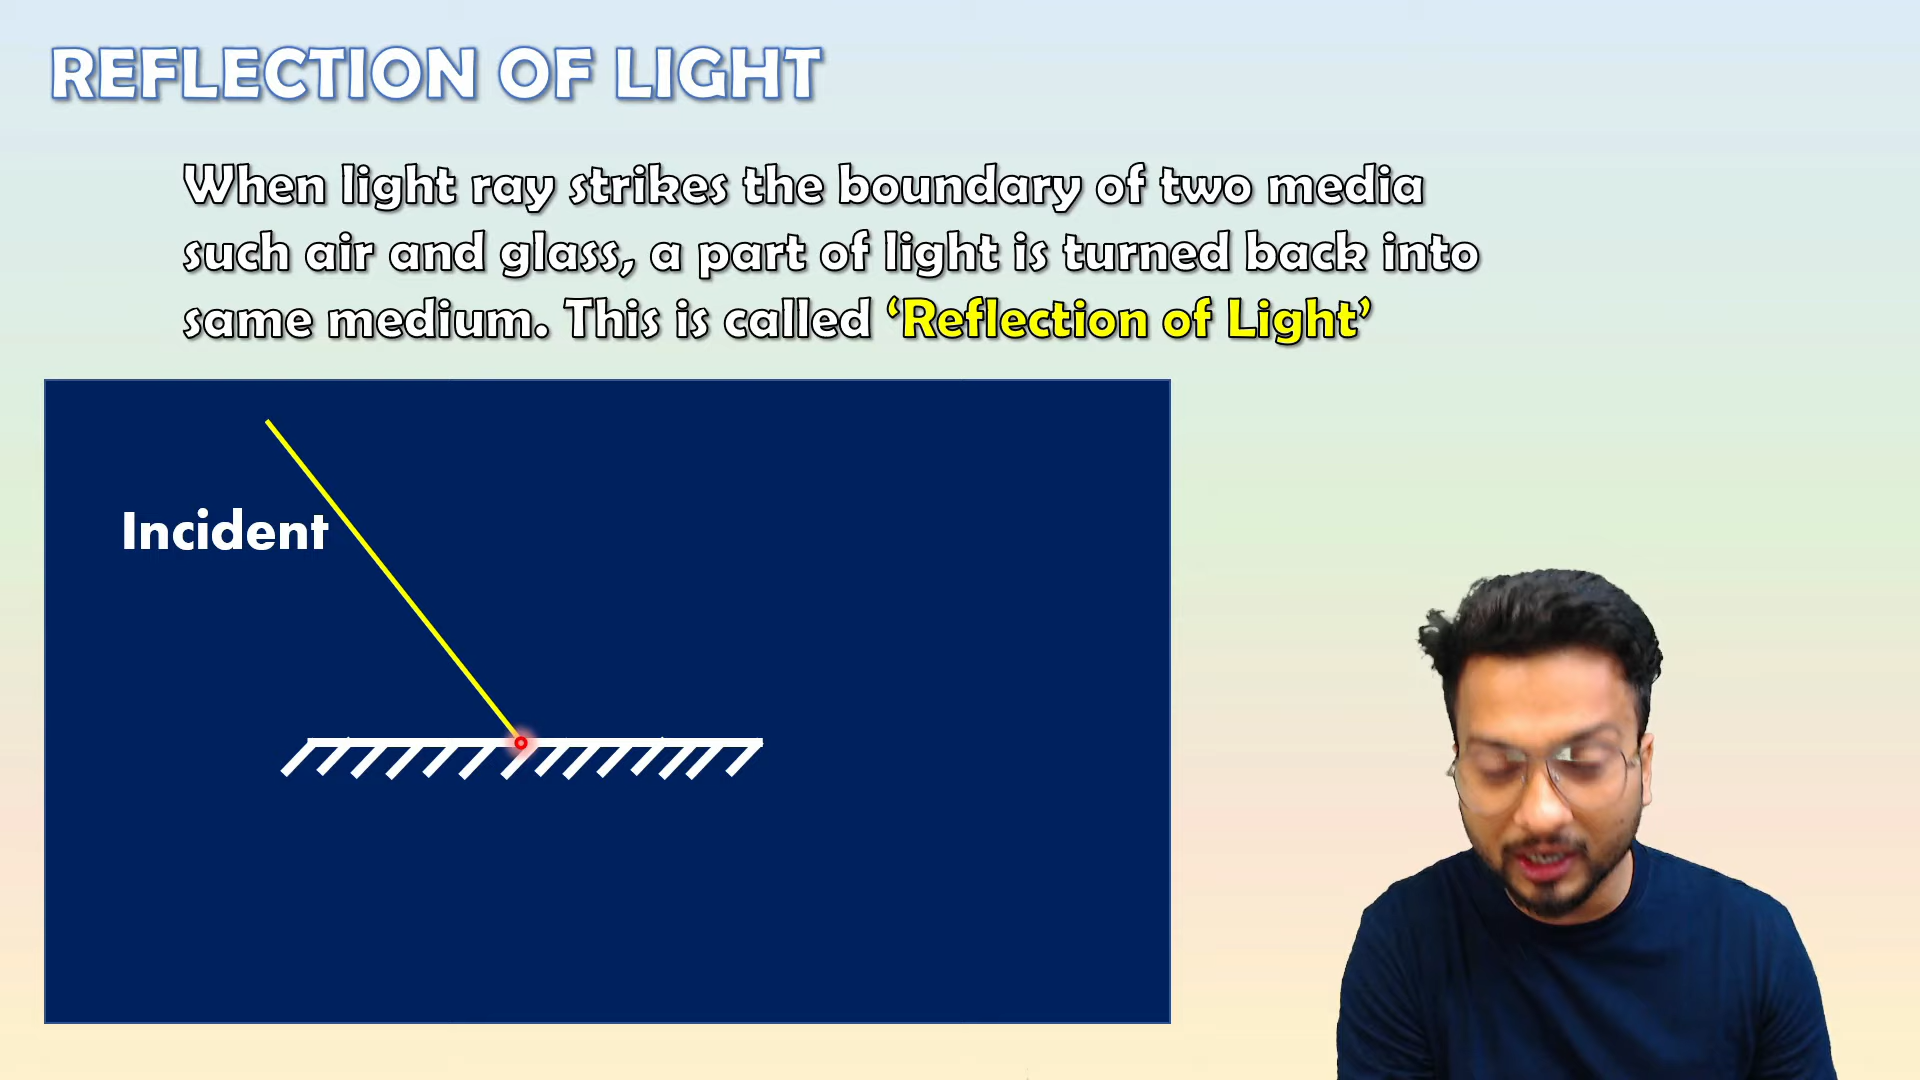 REFLECTION OF LIGHT
When light ray strikes the boundary of two media
such air and glass, a part of light is turned back into
same medium. This is called ‘Reflection of Light’
Incident